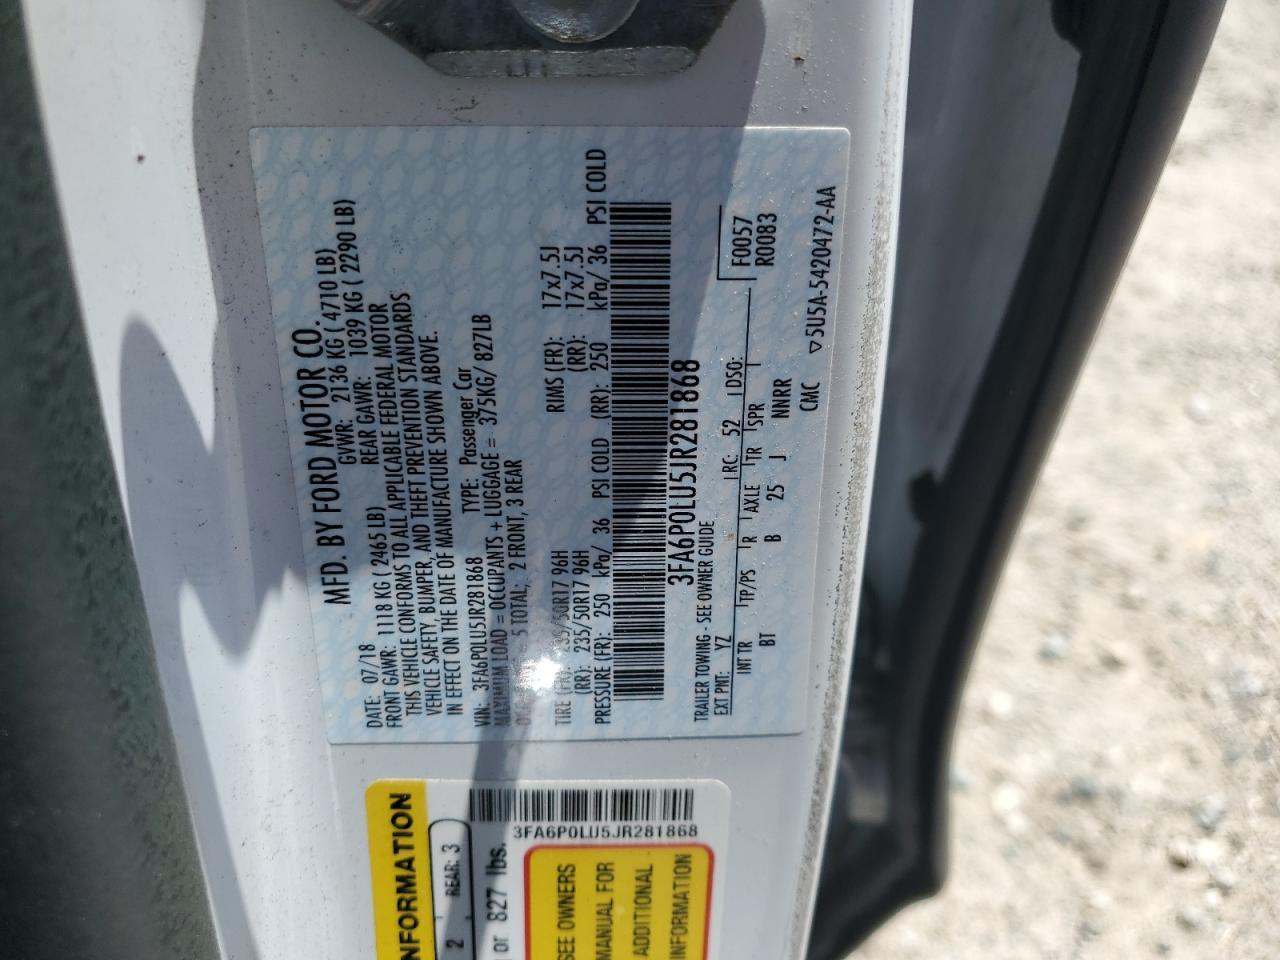 MFD. BY FORD MOTOR CO.
DATE: 07/18 GVWR: 2136 KG ( 4710 LB)
FRONT GAWR: 1118 KG ( 2465 LB) REAR GAWR: 1039 KG ( 2290 LB)
THIS VEHICLE CONFORMS TO ALL APPLICABLE FEDERAL MOTOR
VEHICLE SAFETY, BUMPER, AND THEFT PREVENTION STANDARDS
IN EFFECT ON THE DATE OF MANUFACTURE SHOWN ABOVE.
VIN: 3FA6P0LU5JR281868 TYPE: Passenger Car
MAXIMUM LOAD = OCCUPANTS + LUGGAGE = 375KG/ 827LB
5 TOTAL; 2 FRONT, 3 REAR
TIRE (FR): 235/50R17 96H RIMS (FR): 17x7.5J
(RR): 235/50R17 96H (RR): 17x7.5J
PRESSURE (FR): 250 kPa/ 36 PSI COLD (RR): 250 kPa/ 36 PSI COLD
3FA6P0LU5JR281868
TRAILER TOWING - SEE OWNER GUIDE
F0057
EXT PNT: YZ RC: 52 DSO: R0083
INT TR TP/PS R AXLE TR SPR
BT B 25 J NNRR
CMC ▽5U5A-5420472-AA
3FA6P0LU5JR281868
NFORMATION
2 REAR: 3
or 827 lbs.
SEE OWNERS
MANUAL FOR
ADDITIONAL
INFORMATION